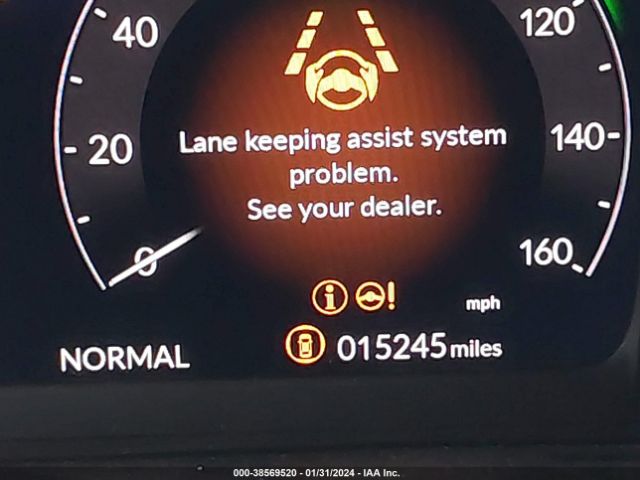 40
120
20
140
Lane keeping assist system
problem.
See your dealer.
0
160
i
!
mph
NORMAL
015245 miles
000-38569520 - 01/31/2024 - IAA Inc.